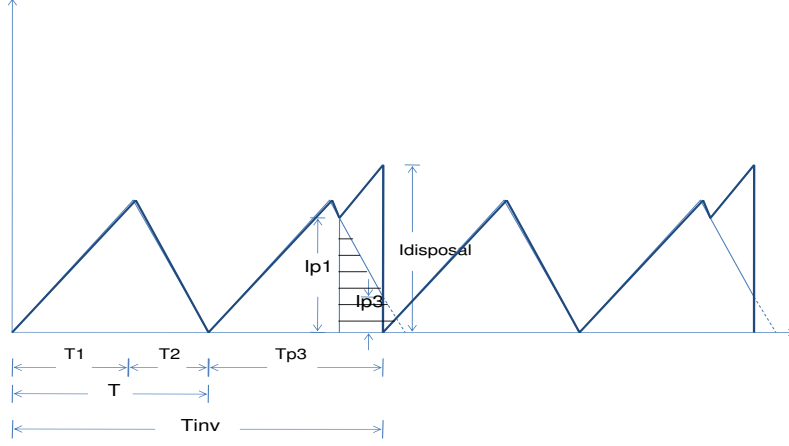 Idisposal
Ip1
Ip3
T1 T2 Tp3
T
Tinv